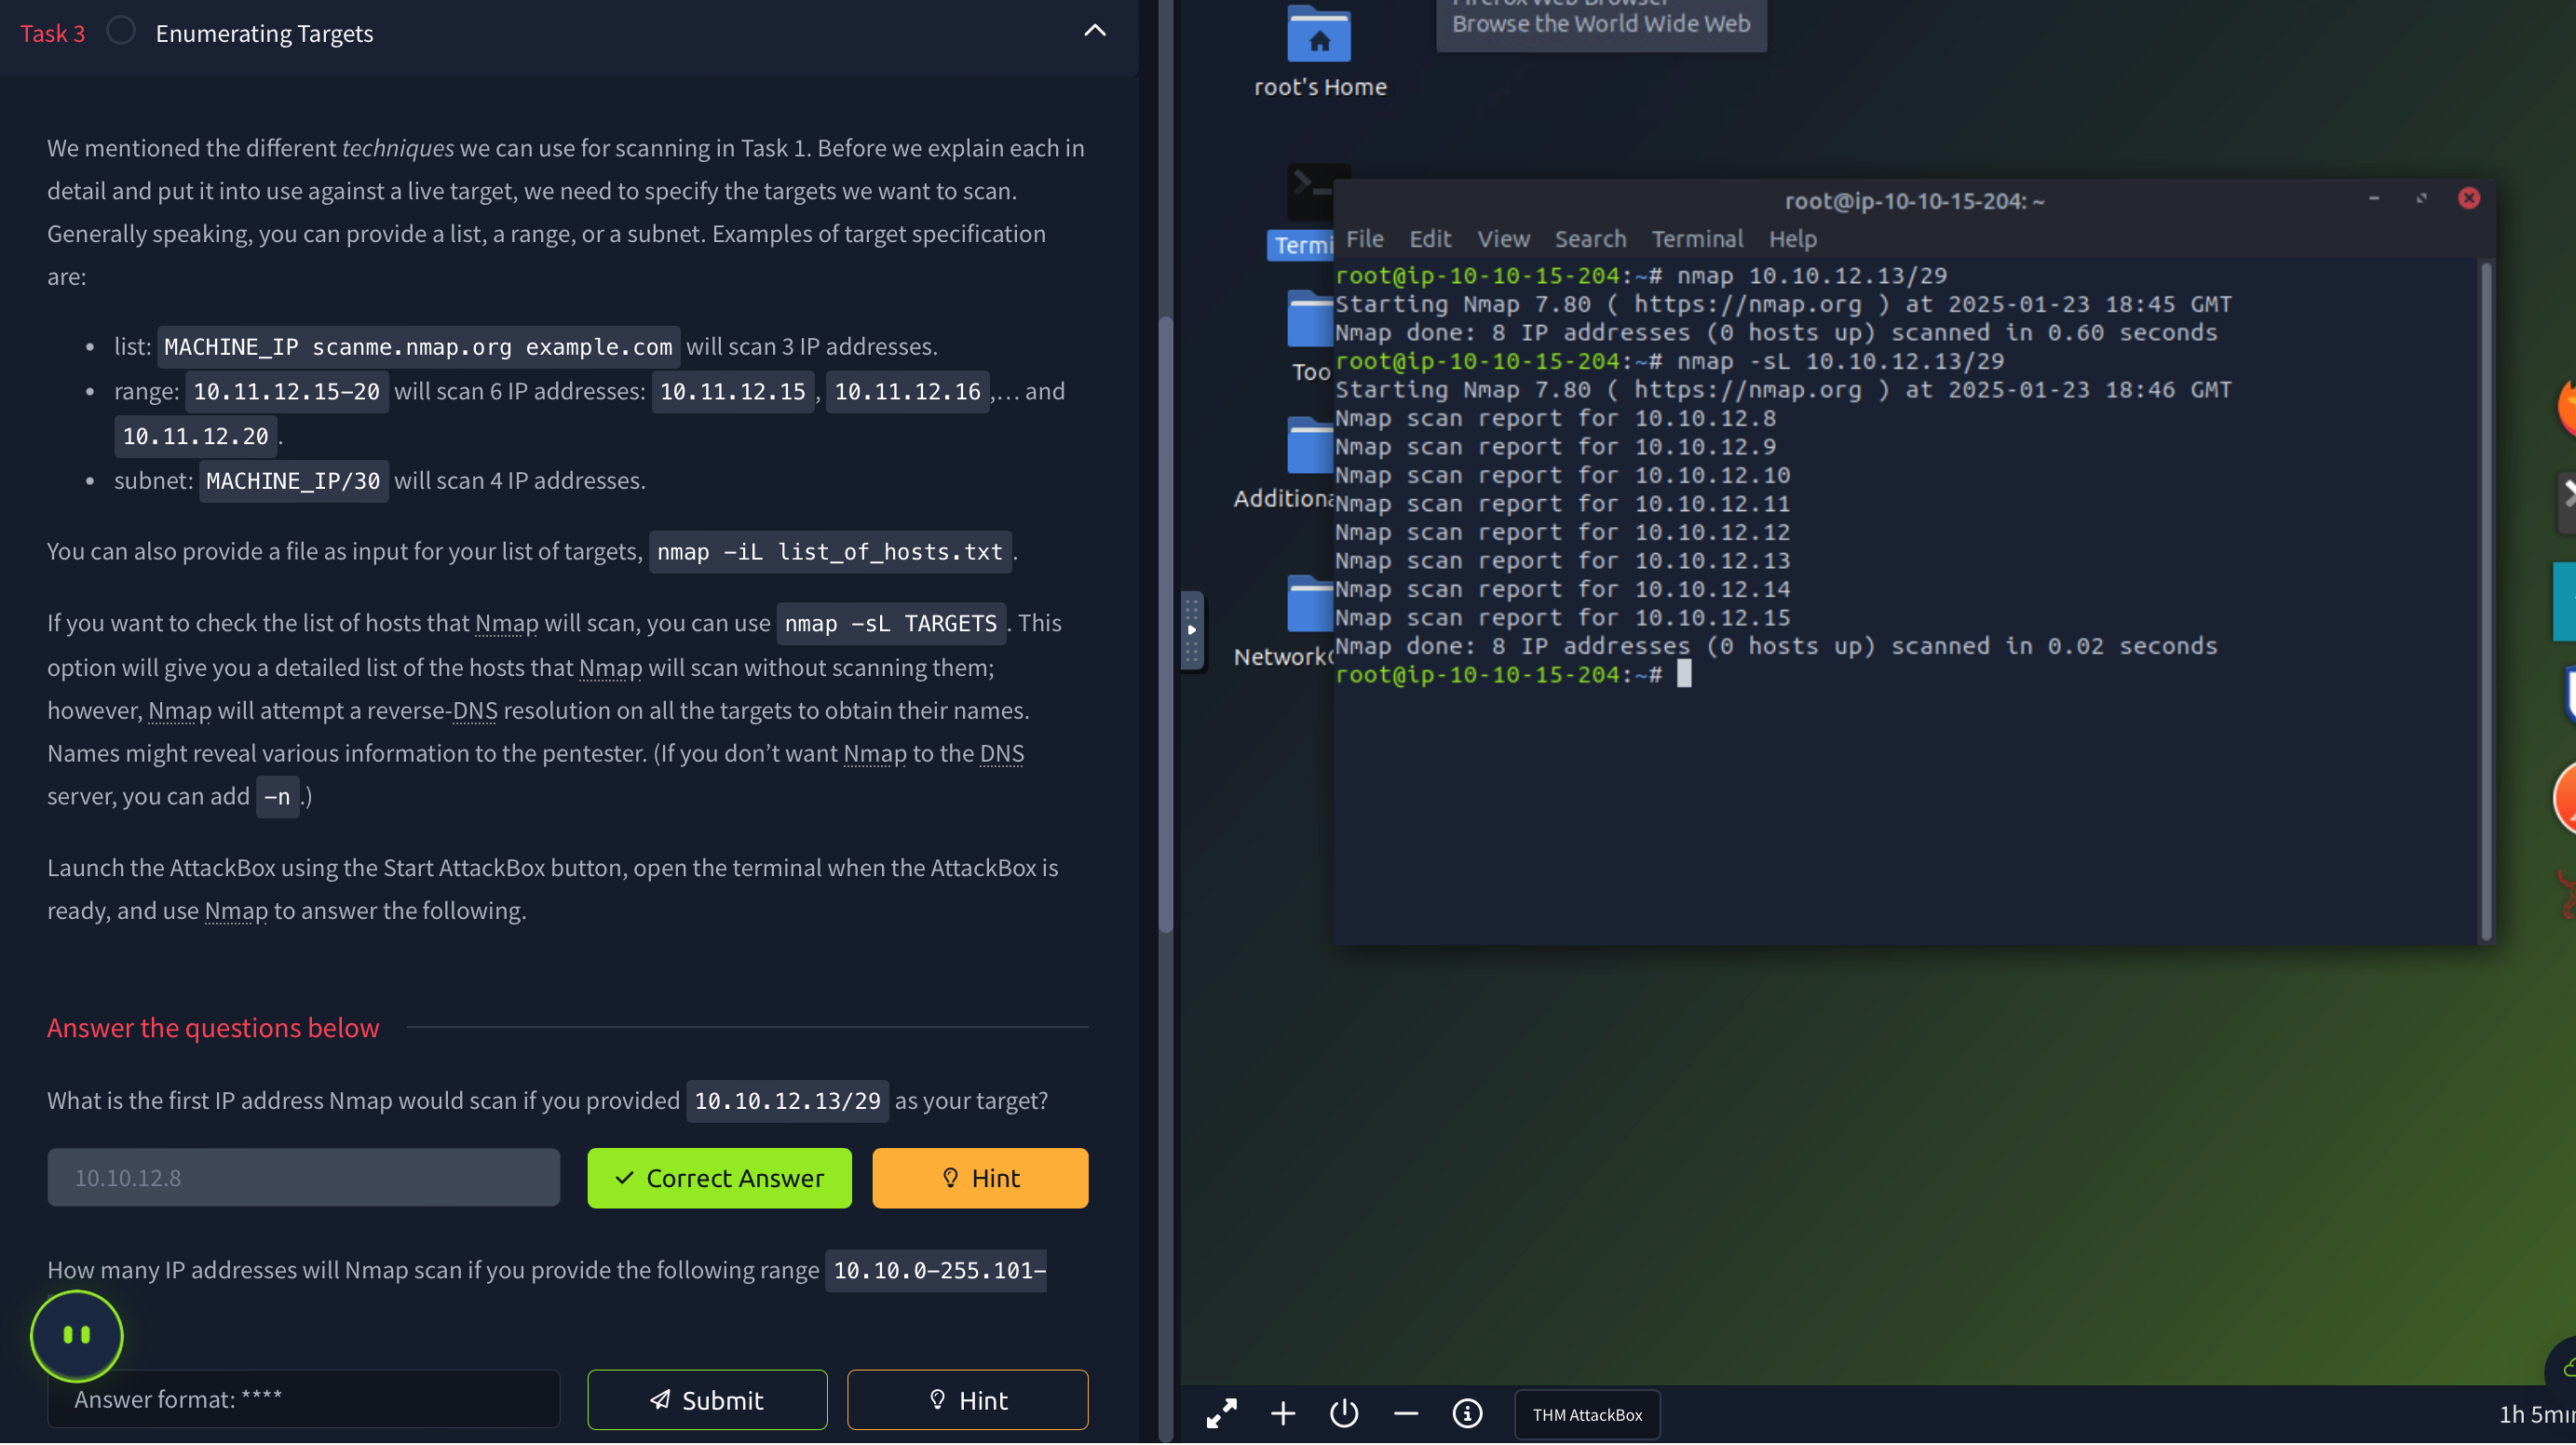 Task 3 Enumerating Targets
We mentioned the different techniques we can use for scanning in Task 1. Before we explain each in
detail and put it into use against a live target, we need to specify the targets we want to scan.
Generally speaking, you can provide a list, a range, or a subnet. Examples of target specification
are:
• list: MACHINE_IP scanme.nmap.org example.com will scan 3 IP addresses.
• range: 10.11.12.15-20 will scan 6 IP addresses: 10.11.12.15 , 10.11.12.16 ,… and
10.11.12.20 .
• subnet: MACHINE_IP/30 will scan 4 IP addresses.
You can also provide a file as input for your list of targets, nmap -iL list_of_hosts.txt .
If you want to check the list of hosts that Nmap will scan, you can use nmap -sL TARGETS . This
option will give you a detailed list of the hosts that Nmap will scan without scanning them;
however, Nmap will attempt a reverse-DNS resolution on all the targets to obtain their names.
Names might reveal various information to the pentester. (If you don’t want Nmap to the DNS
server, you can add -n .)
Launch the AttackBox using the Start AttackBox button, open the terminal when the AttackBox is
ready, and use Nmap to answer the following.
Answer the questions below
What is the first IP address Nmap would scan if you provided 10.10.12.13/29 as your target?
10.10.12.8
Correct Answer
Hint
How many IP addresses will Nmap scan if you provide the following range 10.10.0-255.101-
Answer format: ****
Submit
Hint
Firefox Web Browser
Browse the World Wide Web
root's Home
Termi
Too
Additiona
Network
root@ip-10-10-15-204: ~
File Edit View Search Terminal Help
root@ip-10-10-15-204:~# nmap 10.10.12.13/29
Starting Nmap 7.80 ( https://nmap.org ) at 2025-01-23 18:45 GMT
Nmap done: 8 IP addresses (0 hosts up) scanned in 0.60 seconds
root@ip-10-10-15-204:~# nmap -sL 10.10.12.13/29
Starting Nmap 7.80 ( https://nmap.org ) at 2025-01-23 18:46 GMT
Nmap scan report for 10.10.12.8
Nmap scan report for 10.10.12.9
Nmap scan report for 10.10.12.10
Nmap scan report for 10.10.12.11
Nmap scan report for 10.10.12.12
Nmap scan report for 10.10.12.13
Nmap scan report for 10.10.12.14
Nmap scan report for 10.10.12.15
Nmap done: 8 IP addresses (0 hosts up) scanned in 0.02 seconds
root@ip-10-10-15-204:~#
THM AttackBox
1h 5min